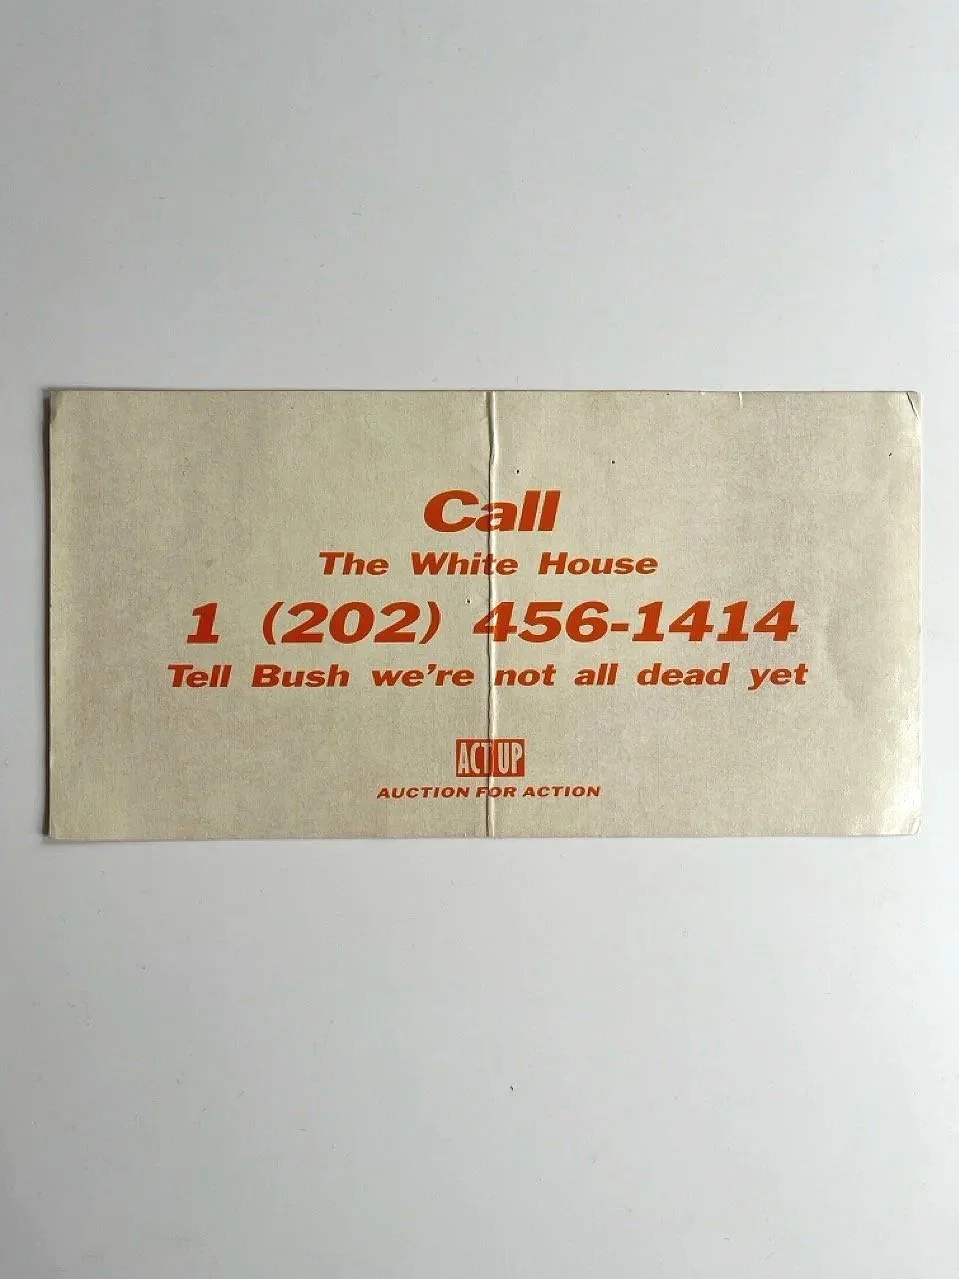 Call
The White House
1 (202) 456-1414
Tell Bush we're not all dead yet
ACT UP
AUCTION FOR ACTION